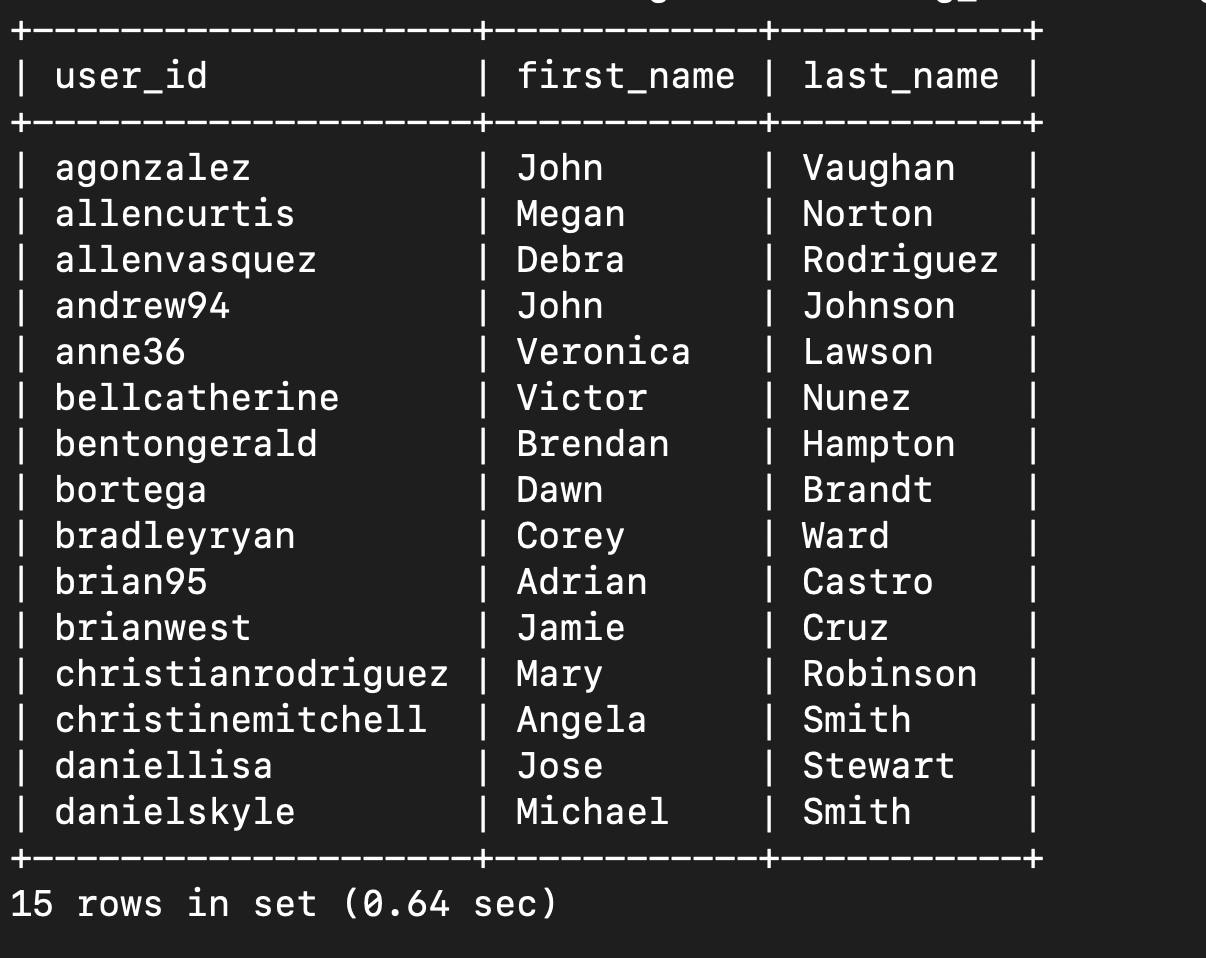 +--------------------+------------+-----------+
| user_id            | first_name | last_name |
+--------------------+------------+-----------+
| agonzalez          | John       | Vaughan   |
| allencurtis        | Megan      | Norton    |
| allenvasquez       | Debra      | Rodriguez |
| andrew94           | John       | Johnson   |
| anne36             | Veronica   | Lawson    |
| bellcatherine      | Victor     | Nunez     |
| bentongerald       | Brendan    | Hampton   |
| bortega            | Dawn       | Brandt    |
| bradleyryan        | Corey      | Ward      |
| brian95            | Adrian     | Castro    |
| brianwest          | Jamie      | Cruz      |
| christianrodriguez | Mary       | Robinson  |
| christinemitchell  | Angela     | Smith     |
| daniellisa         | Jose       | Stewart   |
| danielskyle        | Michael    | Smith     |
+--------------------+------------+-----------+
15 rows in set (0.64 sec)